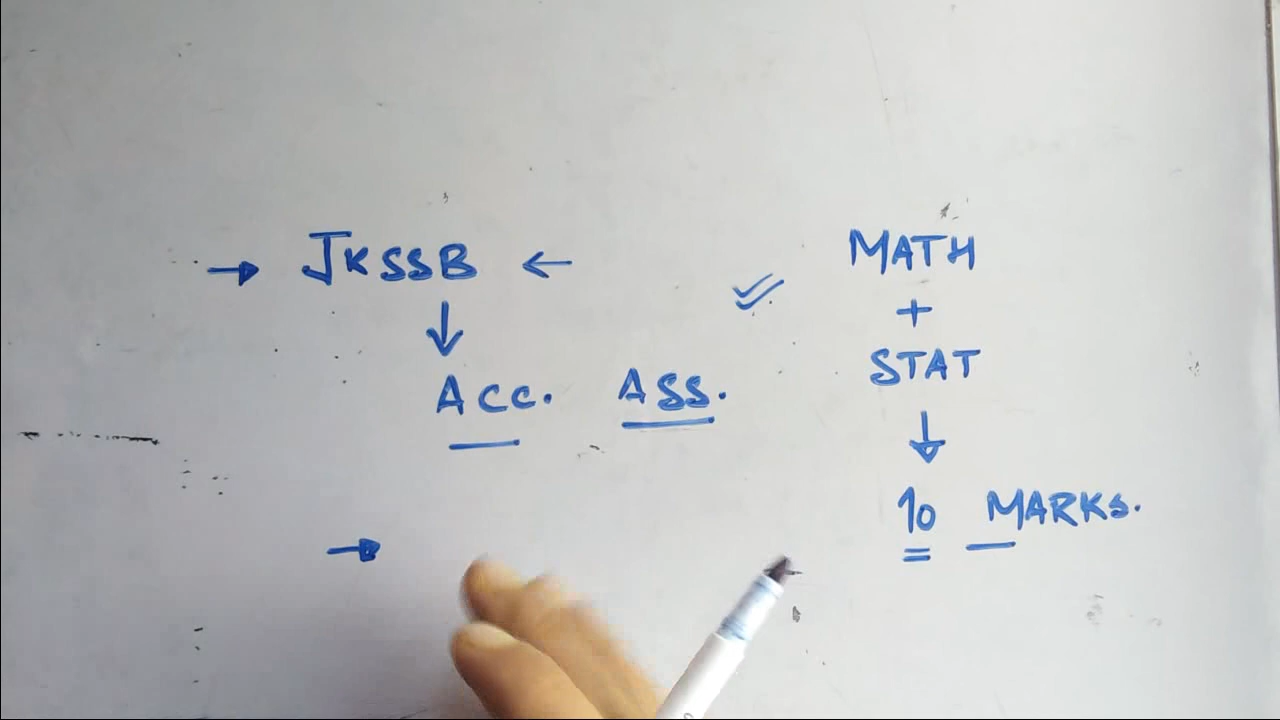 → JKSSB ←
↓
ACC. ASS.
→
MATH
+
STAT
↓
10 MARKS.